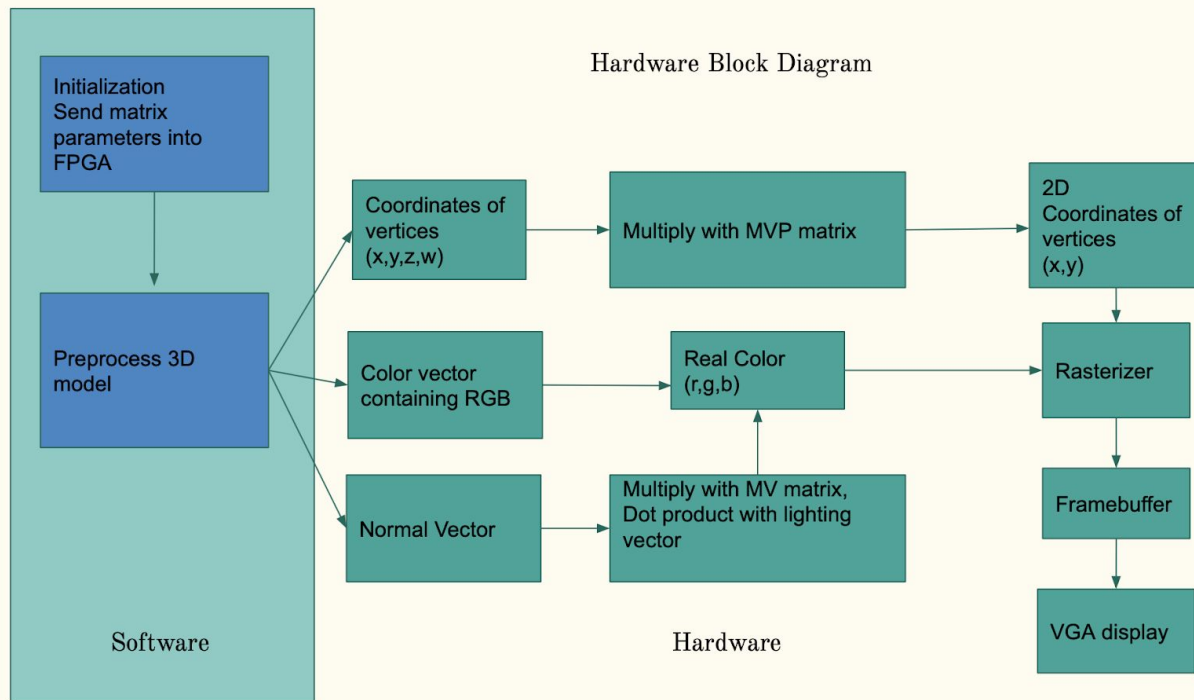 Hardware Block Diagram
Initialization
Send matrix
parameters into
FPGA
Preprocess 3D
model
Coordinates of
vertices
(x,y,z,w)
Multiply with MVP matrix
2D
Coordinates of
vertices
(x,y)
Color vector
containing RGB
Real Color
(r,g,b)
Rasterizer
Normal Vector
Multiply with MV matrix,
Dot product with lighting
vector
Framebuffer
VGA display
Software
Hardware